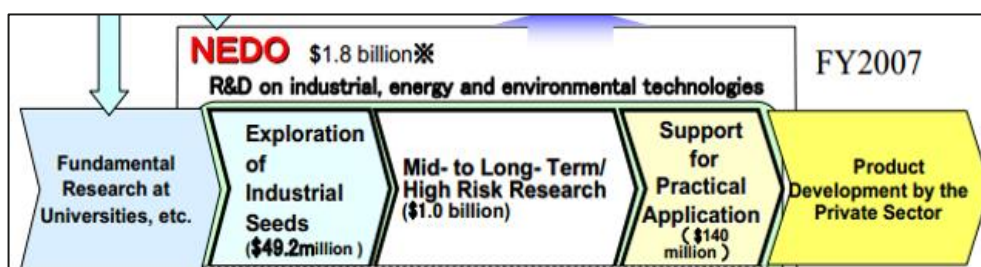 NEDO $1.8 billion※
FY2007
R&D on industrial, energy and environmental technologies
Fundamental
Research at
Universities, etc.
Exploration
of
Industrial
Seeds
($49.2million )
Mid- to Long- Term/
High Risk Research
($1.0 billion)
Support
for
Practical
Application
( $140
million )
Product
Development by the
Private Sector